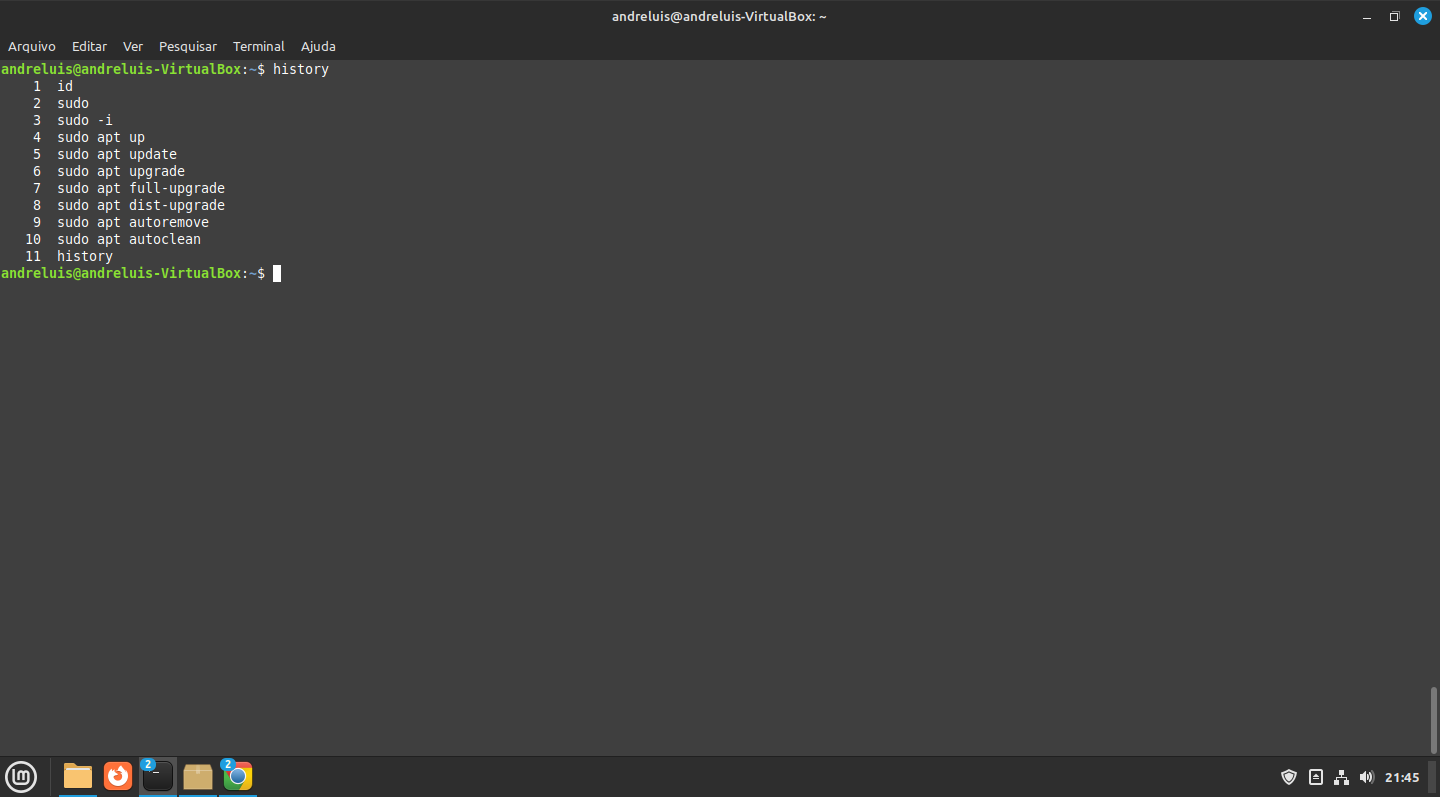 andreluis@andreluis-VirtualBox: ~
Arquivo Editar Ver Pesquisar Terminal Ajuda
andreluis@andreluis-VirtualBox:~$ history
1 id
2 sudo
3 sudo -i
4 sudo apt up
5 sudo apt update
6 sudo apt upgrade
7 sudo apt full-upgrade
8 sudo apt dist-upgrade
9 sudo apt autoremove
10 sudo apt autoclean
11 history
andreluis@andreluis-VirtualBox:~$
2 2 21:45